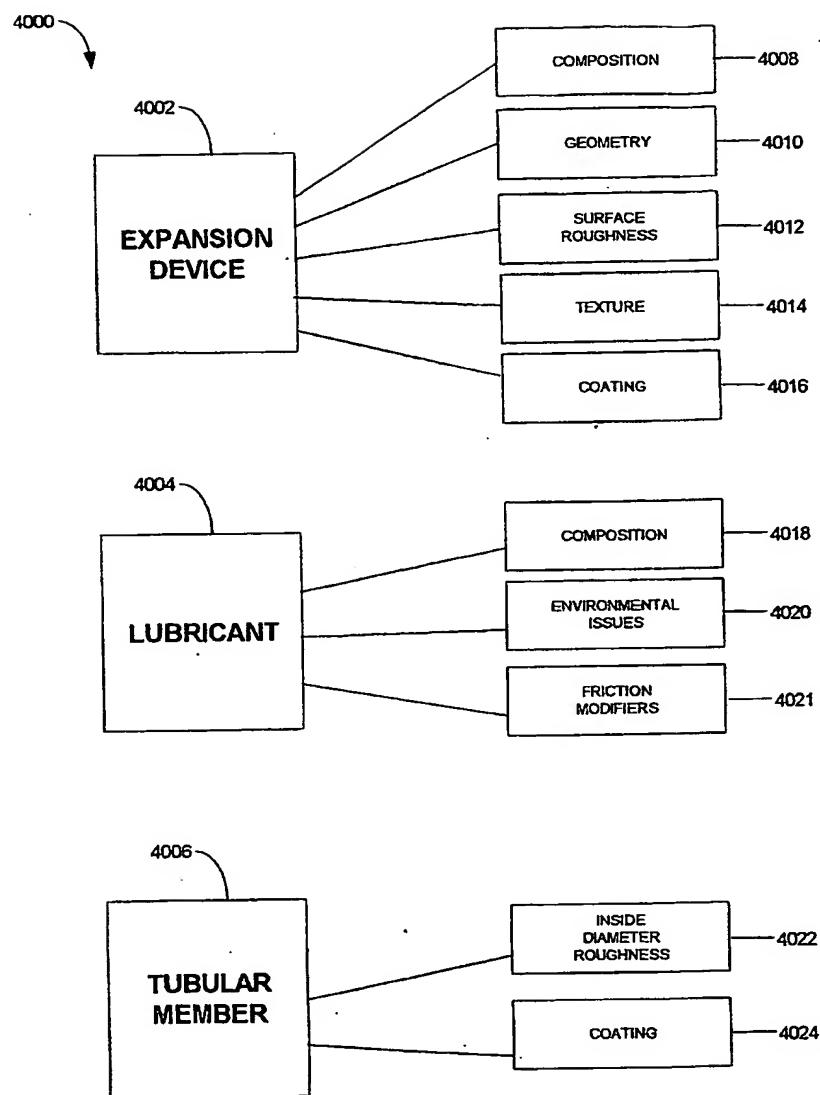 4000
4002
EXPANSION
DEVICE
COMPOSITION
4008
GEOMETRY
4010
SURFACE
ROUGHNESS
4012
TEXTURE
4014
COATING
4016
4004
LUBRICANT
COMPOSITION
4018
ENVIRONMENTAL
ISSUES
4020
FRICTION
MODIFIERS
4021
4006
TUBULAR
MEMBER
INSIDE
DIAMETER
ROUGHNESS
4022
COATING
4024